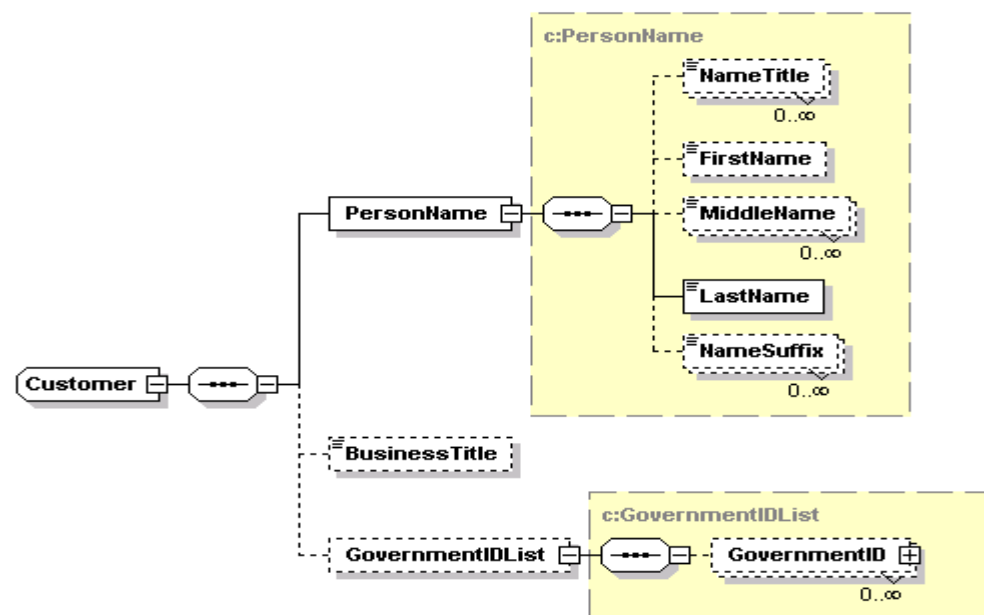 c:PersonName
NameTitle
0..∞
FirstName
PersonName
MiddleName
0..∞
LastName
NameSuffix
0..∞
Customer
BusinessTitle
c:GovernmentIDList
GovernmentIDList
GovernmentID
0..∞